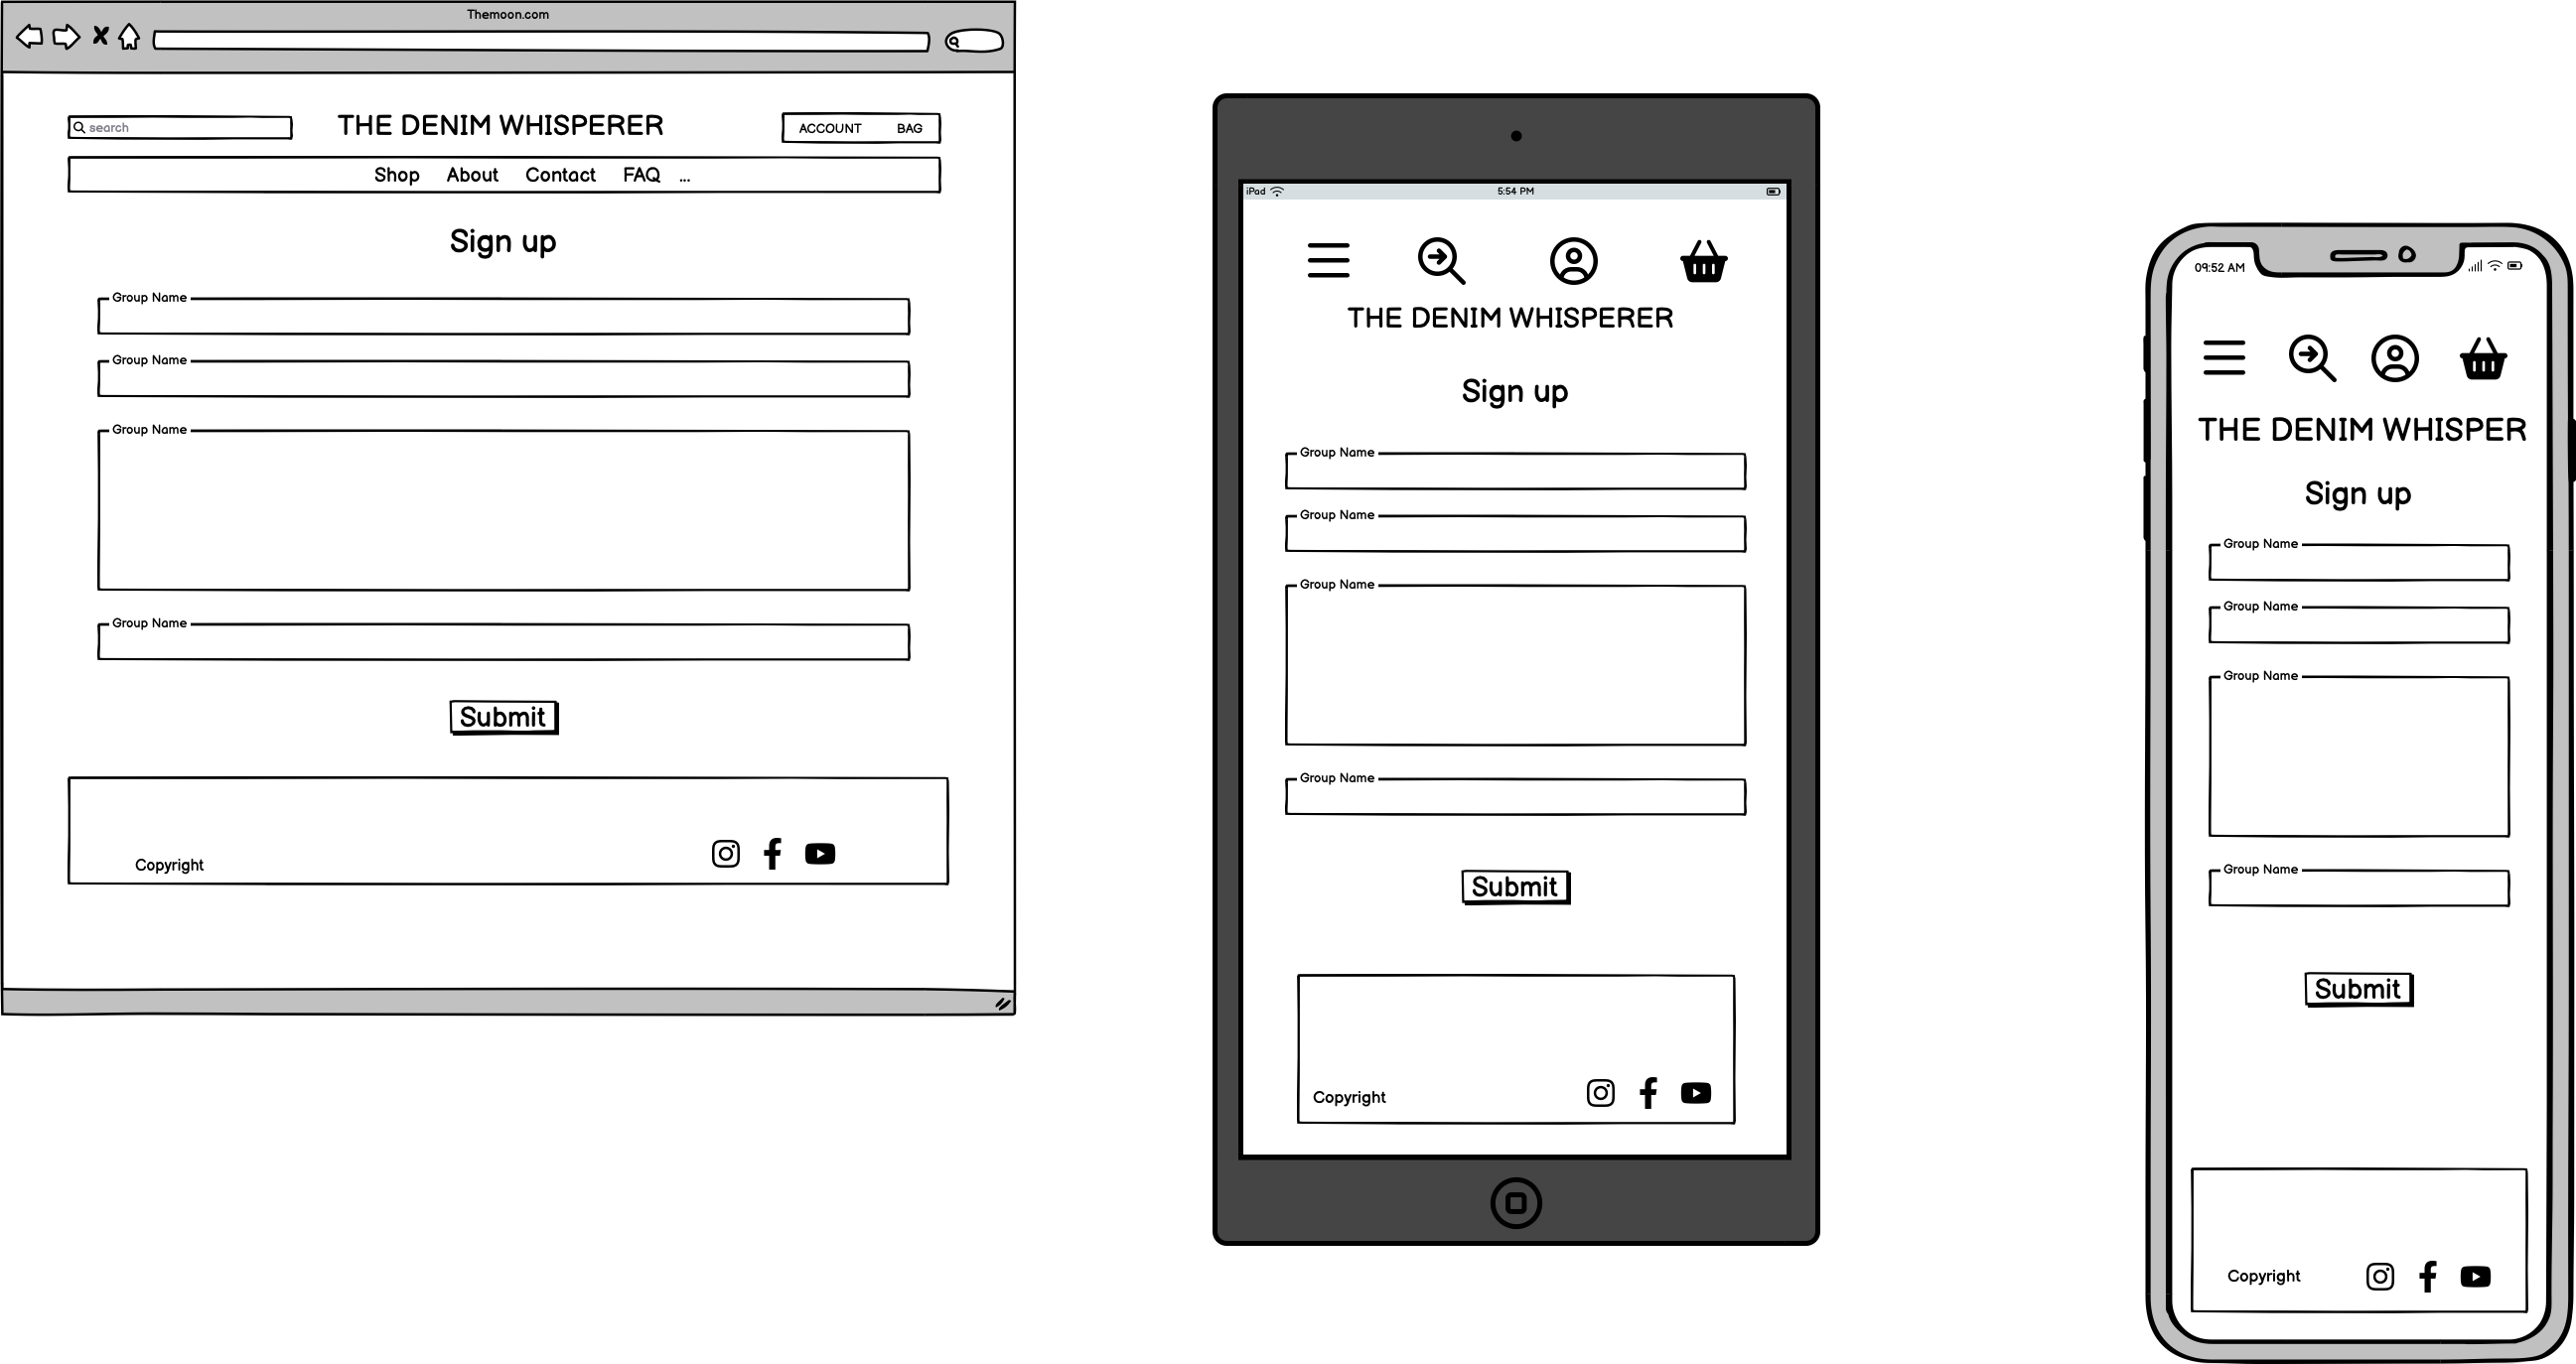 Themoon.com
search
THE DENIM WHISPERER
ACCOUNT BAG
Shop About Contact FAQ ...
Sign up
Group Name
Group Name
Group Name
Group Name
Submit
Copyright
iPad 5:54 PM
THE DENIM WHISPERER
Sign up
Group Name
Group Name
Group Name
Group Name
Submit
Copyright
09:52 AM
THE DENIM WHISPER
Sign up
Group Name
Group Name
Group Name
Group Name
Submit
Copyright